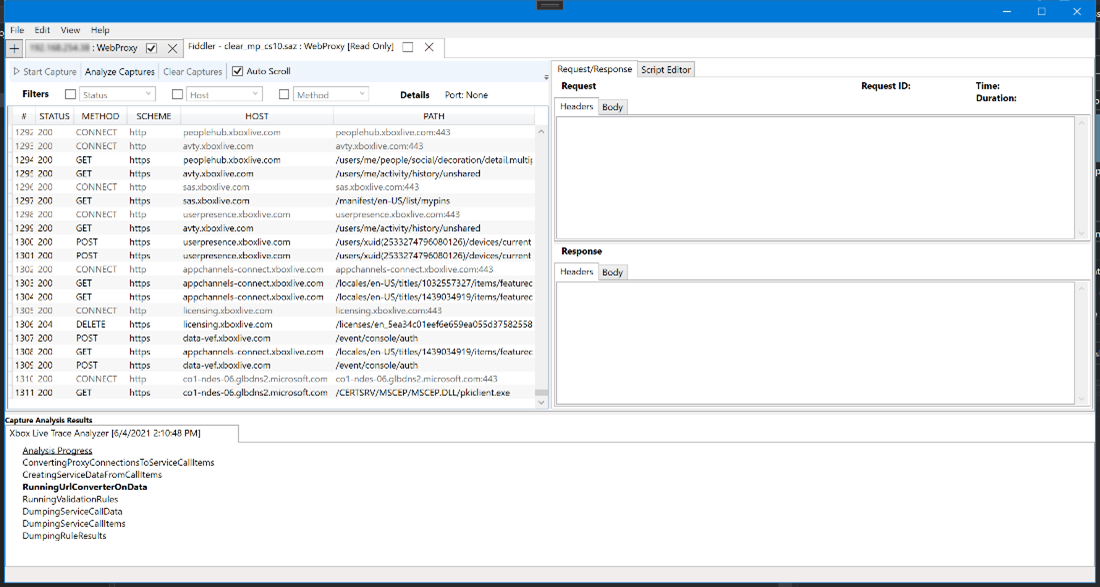 File Edit View Help
+ : WebProxy Fiddler - clear_mp_cs10.saz : WebProxy [Read Only]
Start Capture Analyze Captures Clear Captures Auto Scroll
Filters Status Host Method Details Port: None
# STATUS METHOD SCHEME HOST PATH
1292 200 CONNECT http peoplehub.xboxlive.com peoplehub.xboxlive.com:443
1293 200 CONNECT http avty.xboxlive.com avty.xboxlive.com:443
1294 200 GET https peoplehub.xboxlive.com /users/me/people/social/decoration/detail,multip
1295 200 GET https avty.xboxlive.com /users/me/activity/history/unshared
1296 200 CONNECT http sas.xboxlive.com sas.xboxlive.com:443
1297 200 GET https sas.xboxlive.com /manifest/en-US/list/mypins
1298 200 CONNECT http userpresence.xboxlive.com userpresence.xboxlive.com:443
1299 200 GET https avty.xboxlive.com /users/me/activity/history/unshared
1300 200 POST https userpresence.xboxlive.com /users/xuid(2533274796080126)/devices/current
1301 200 POST https userpresence.xboxlive.com /users/xuid(2533274796080126)/devices/current
1302 200 CONNECT http appchannels-connect.xboxlive.com appchannels-connect.xboxlive.com:443
1303 200 GET https appchannels-connect.xboxlive.com /locales/en-US/titles/1032557327/items/featurec
1304 200 GET https appchannels-connect.xboxlive.com /locales/en-US/titles/1439034919/items/featurec
1305 200 CONNECT http licensing.xboxlive.com licensing.xboxlive.com:443
1306 204 DELETE https licensing.xboxlive.com /licenses/en_5ea34c01eef6e659ea055d37582558
1307 200 POST https data-vef.xboxlive.com /event/console/auth
1308 200 GET https appchannels-connect.xboxlive.com /locales/en-US/titles/1439034919/items/featurec
1309 200 POST https data-vef.xboxlive.com /event/console/auth
1310 200 CONNECT http co1-ndes-06.glbdns2.microsoft.com co1-ndes-06.glbdns2.microsoft.com:443
1311 200 GET https co1-ndes-06.glbdns2.microsoft.com /CERTSRV/MSCEP/MSCEP.DLL/pkiclient.exe
Request/Response Script Editor
Request Request ID: Time:
Duration:
Headers Body
Response
Headers Body
Capture Analysis Results
Xbox Live Trace Analyzer [6/4/2021 2:10:48 PM]
Analysis Progress
ConvertingProxyConnectionsToServiceCallItems
CreatingServiceDataFromCallItems
RunningUrlConverterOnData
RunningValidationRules
DumpingServiceCallData
DumpingServiceCallItems
DumpingRuleResults